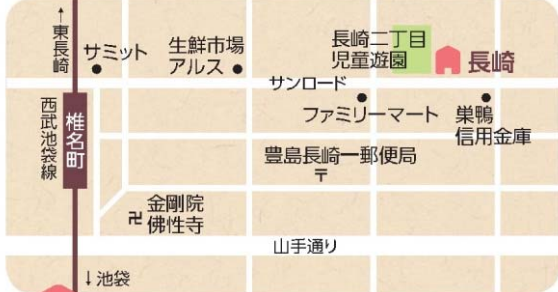 ↑東長崎
サミット
生鮮市場
アルス
長崎二丁目
児童遊園
長崎
サンロード
ファミリーマート
巣鴨
信用金庫
西武池袋線
椎名町
豊島長崎一郵便局
〒
卍 金剛院
佛性寺
山手通り
↓池袋